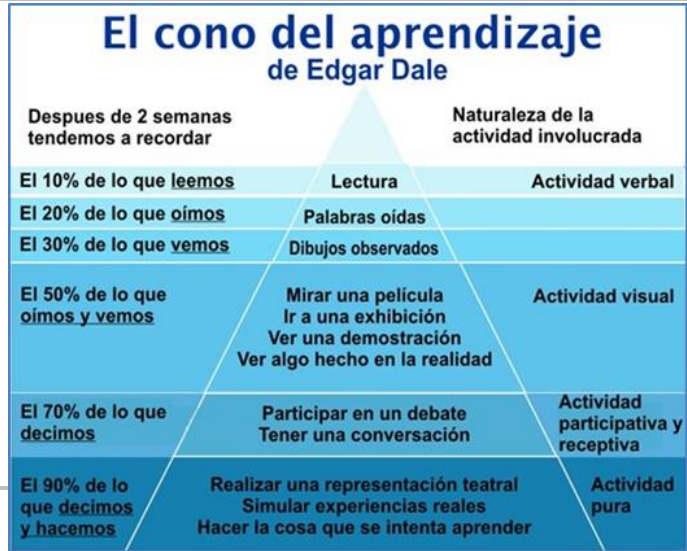 El cono del aprendizaje
de Edgar Dale
Despues de 2 semanas
tendemos a recordar
Naturaleza de la
actividad involucrada
El 10% de lo que leemos
Lectura
Actividad verbal
El 20% de lo que oímos
Palabras oídas
El 30% de lo que vemos
Dibujos observados
El 50% de lo que
oímos y vemos
Mirar una película
Ir a una exhibición
Ver una demostración
Ver algo hecho en la realidad
Actividad visual
El 70% de lo que
decimos
Participar en un debate
Tener una conversación
Actividad
participativa y
receptiva
El 90% de lo
que decimos
y hacemos
Realizar una representación teatral
Simular experiencias reales
Hacer la cosa que se intenta aprender
Actividad
pura